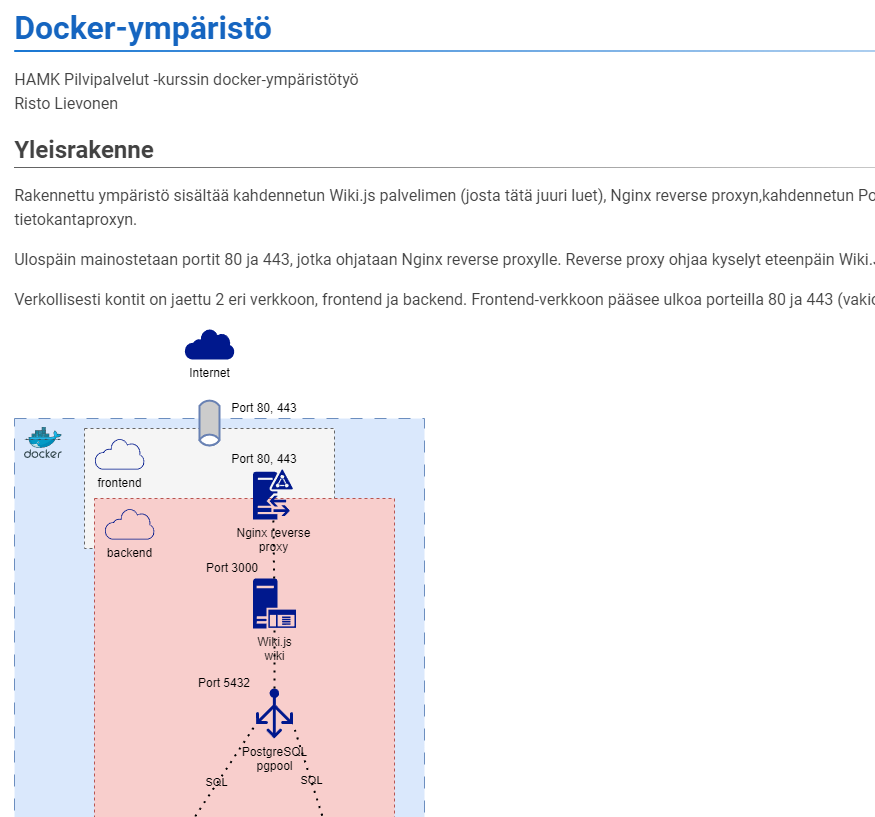 Docker-ympäristö
HAMK Pilvipalvelut -kurssin docker-ympäristötyö
Risto Lievonen
Yleisrakenne
Rakennettu ympäristö sisältää kahdennetun Wiki.js palvelimen (josta tätä juuri luet), Nginx reverse proxyn,kahdennetun Po
tietokantaproxyn.
Ulospäin mainostetaan portit 80 ja 443, jotka ohjataan Nginx reverse proxylle. Reverse proxy ohjaa kyselyt eteenpäin Wiki.
Verkollisesti kontit on jaettu 2 eri verkkoon, frontend ja backend. Frontend-verkkoon pääsee ulkoa porteilla 80 ja 443 (vakio
Internet
Port 80, 443
docker
frontend
Port 80, 443
backend
Nginx reverse
proxy
Port 3000
Wiki.js
wiki
Port 5432
PostgreSQL
pgpool
SQL
SQL